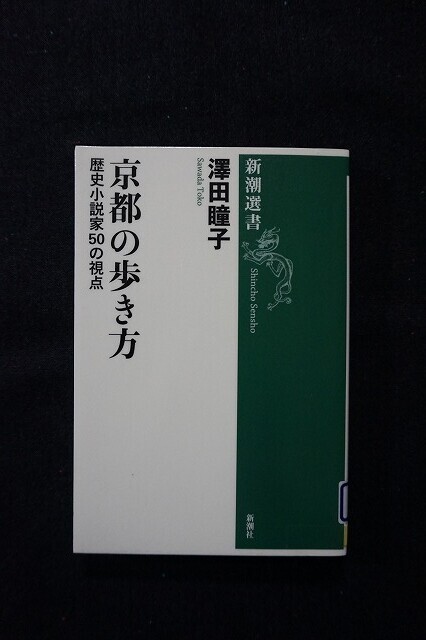 新潮選書
Shincho Sensho
澤田瞳子
Sawada Toko
京都の歩き方
歴史小説家50の視点
新潮社